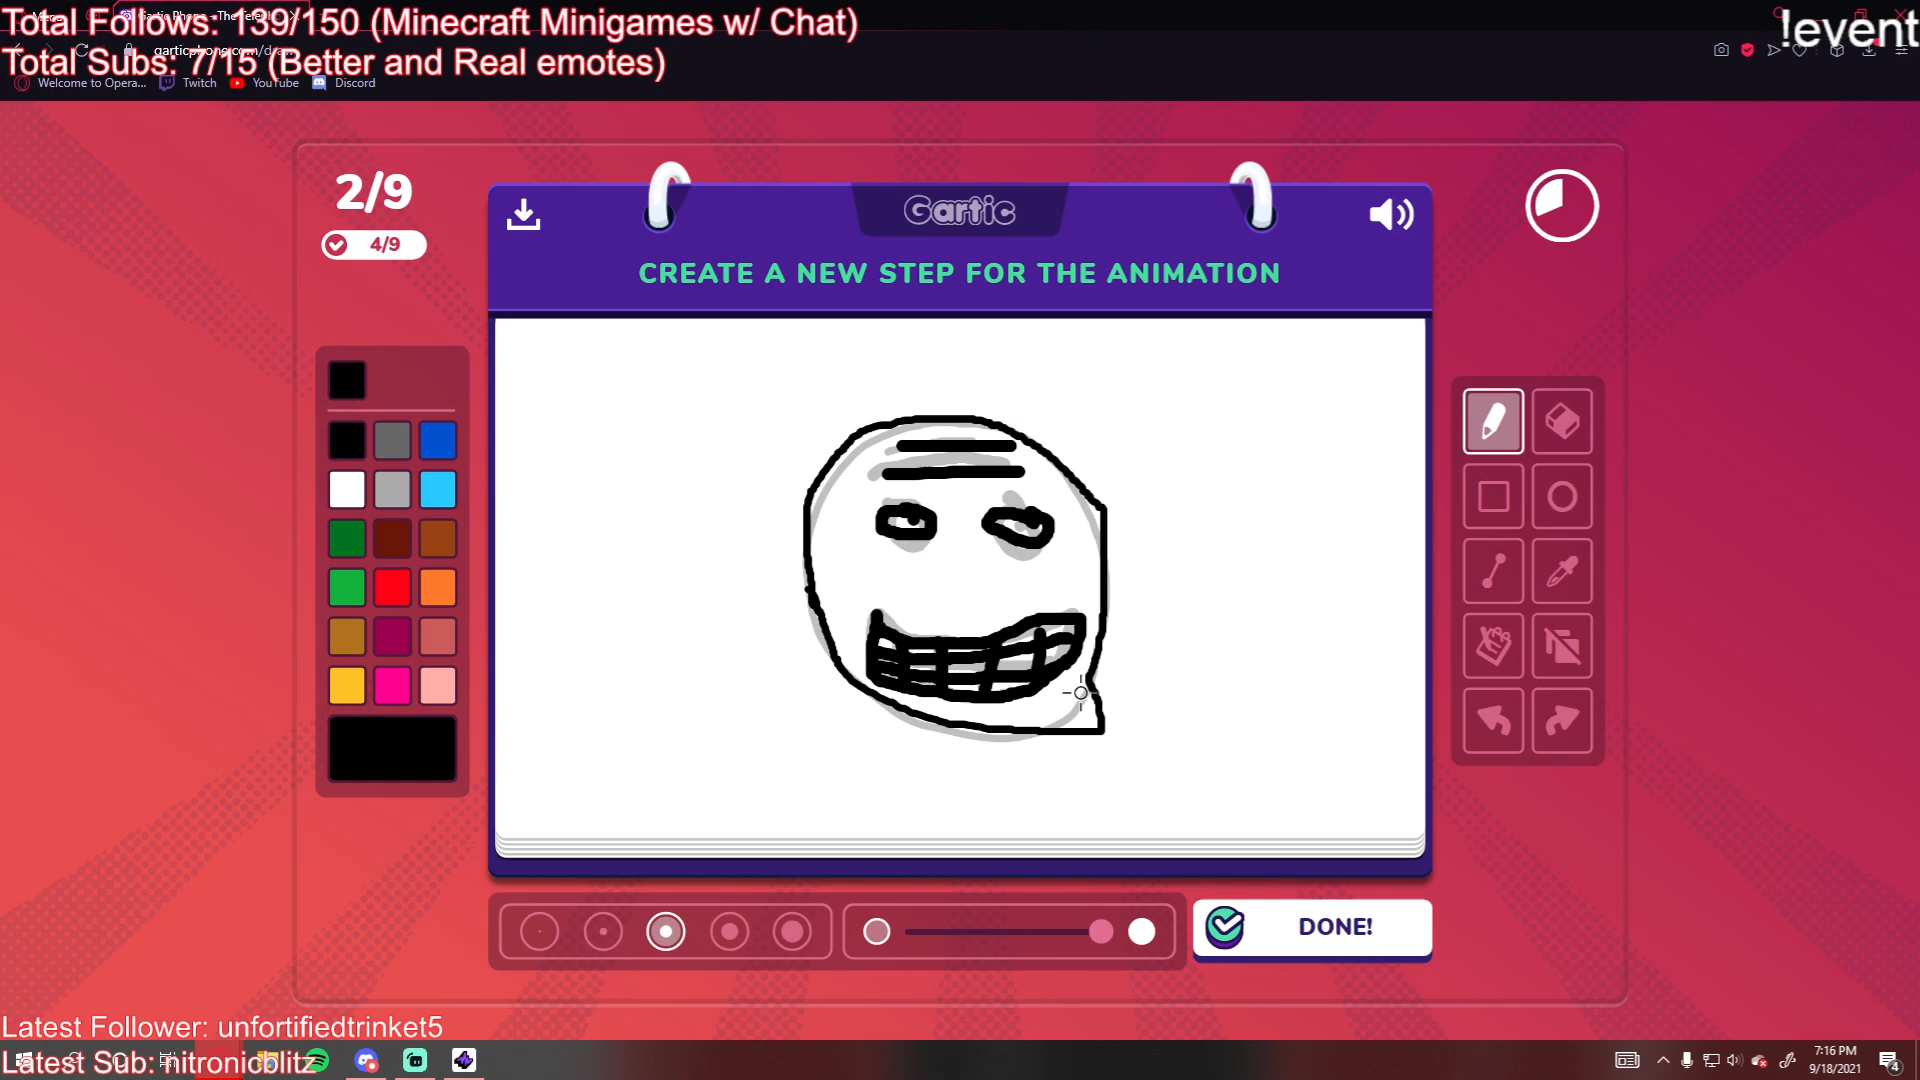 Total Follows: 139/150 (Minecraft Minigames w/ Chat)
!event
Total Subs: 7/15 (Better and Real emotes)
Welcome to Opera...
Twitch
YouTube
Discord
2/9
4/9
Gartic
CREATE A NEW STEP FOR THE ANIMATION
DONE!
Latest Follower: unfortifiedtrinket5
Latest Sub: nitronicblitz
7:16 PM
9/18/2021
4